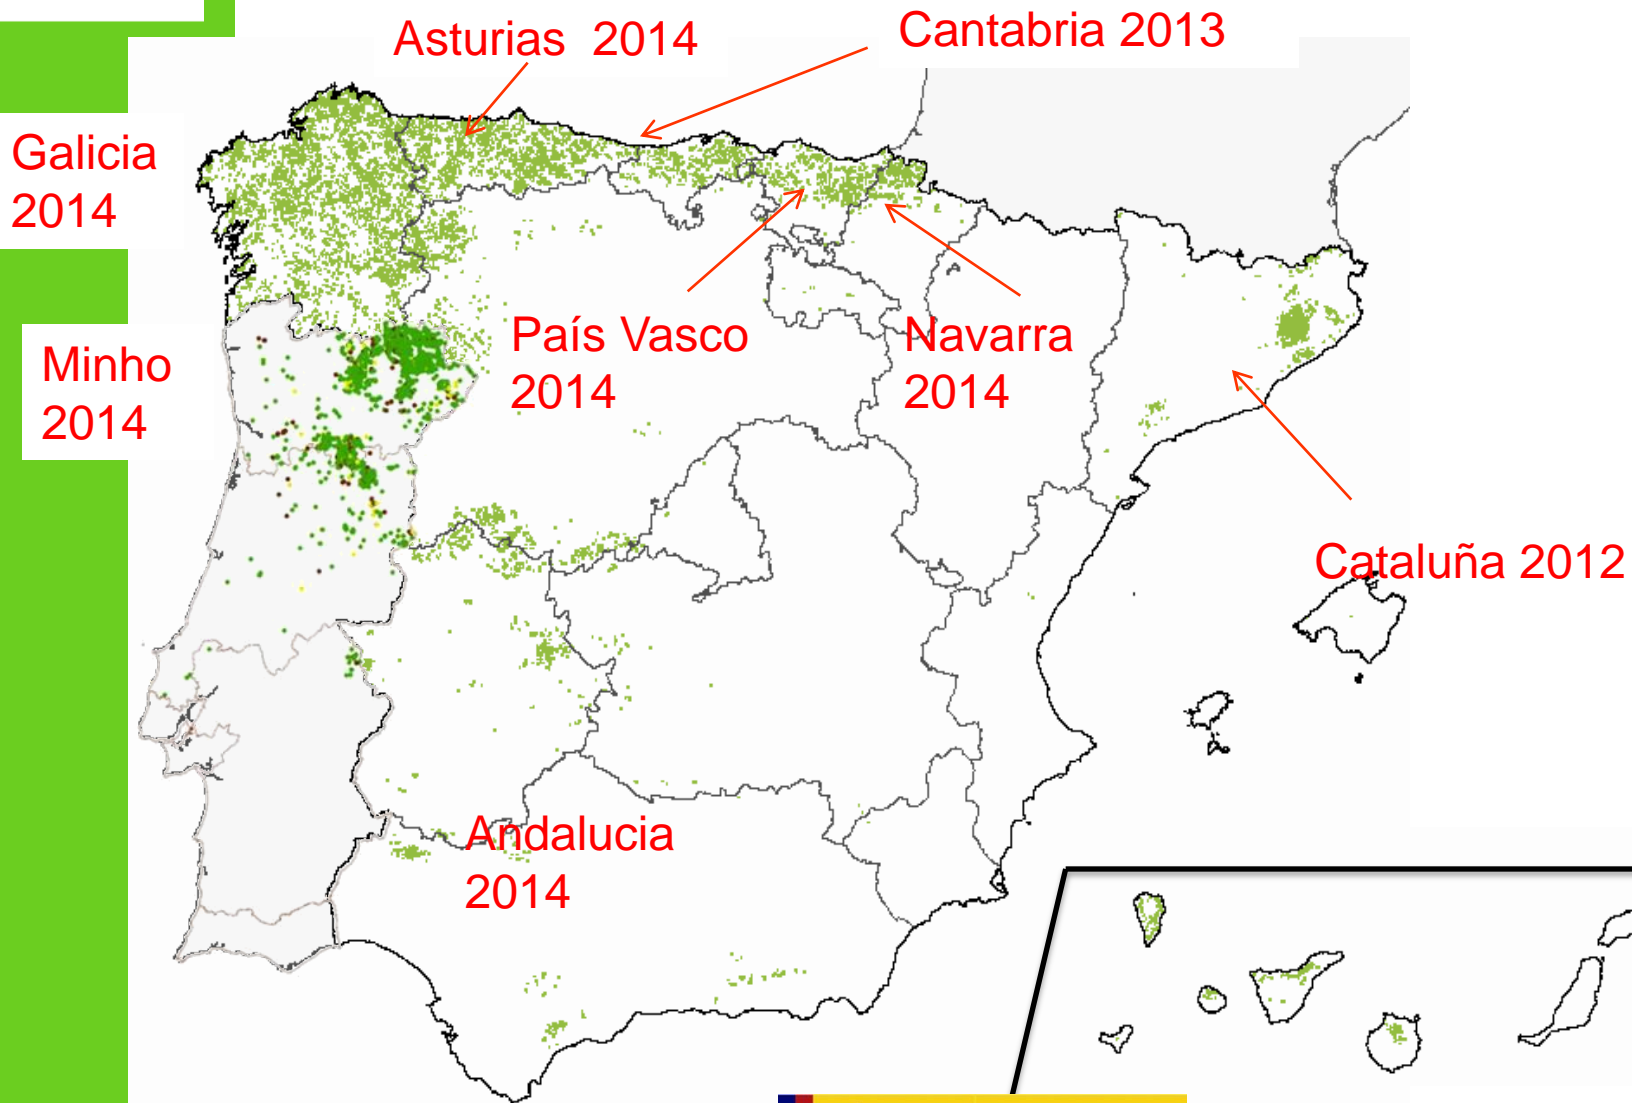 Asturias  2014
Cantabria 2013
Galicia
2014
País Vasco
2014
Navarra
2014
Minho
2014
Cataluña 2012
Andalucia
2014